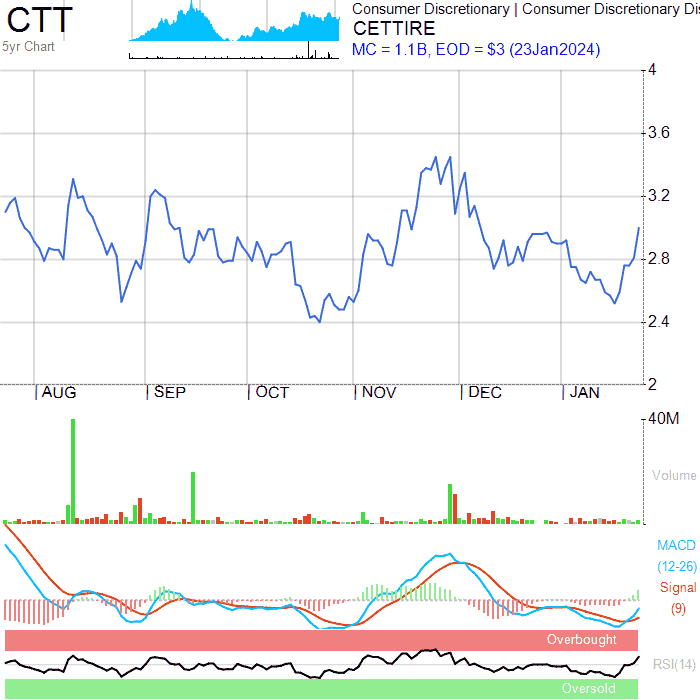 CTT
5yr Chart
Consumer Discretionary | Consumer Discretionary Dis
CETTIRE
MC = 1.1B, EOD = $3 (23Jan2024)
4
3.6
3.2
2.8
2.4
2
AUG SEP OCT NOV DEC JAN
40M
Volume
MACD
(12-26)
Signal
(9)
Overbought
RSI(14)
Oversold